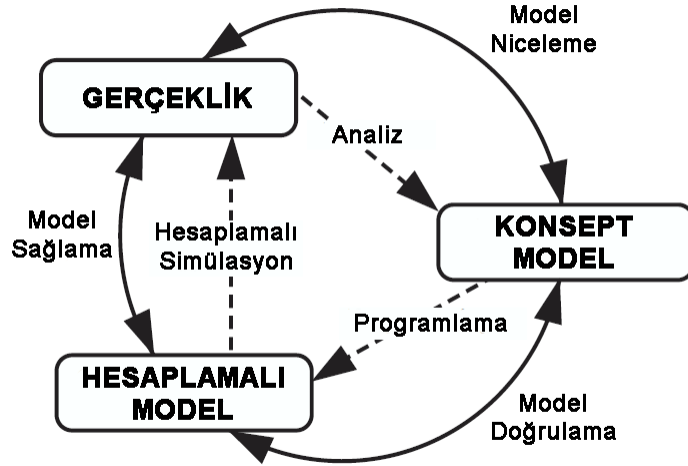 Model
Niceleme
GERÇEKLİK
Analiz
Model
Sağlama
Hesaplamalı
Simülasyon
KONSEPT
MODEL
Programlama
HESAPLAMALI
MODEL
Model
Doğrulama